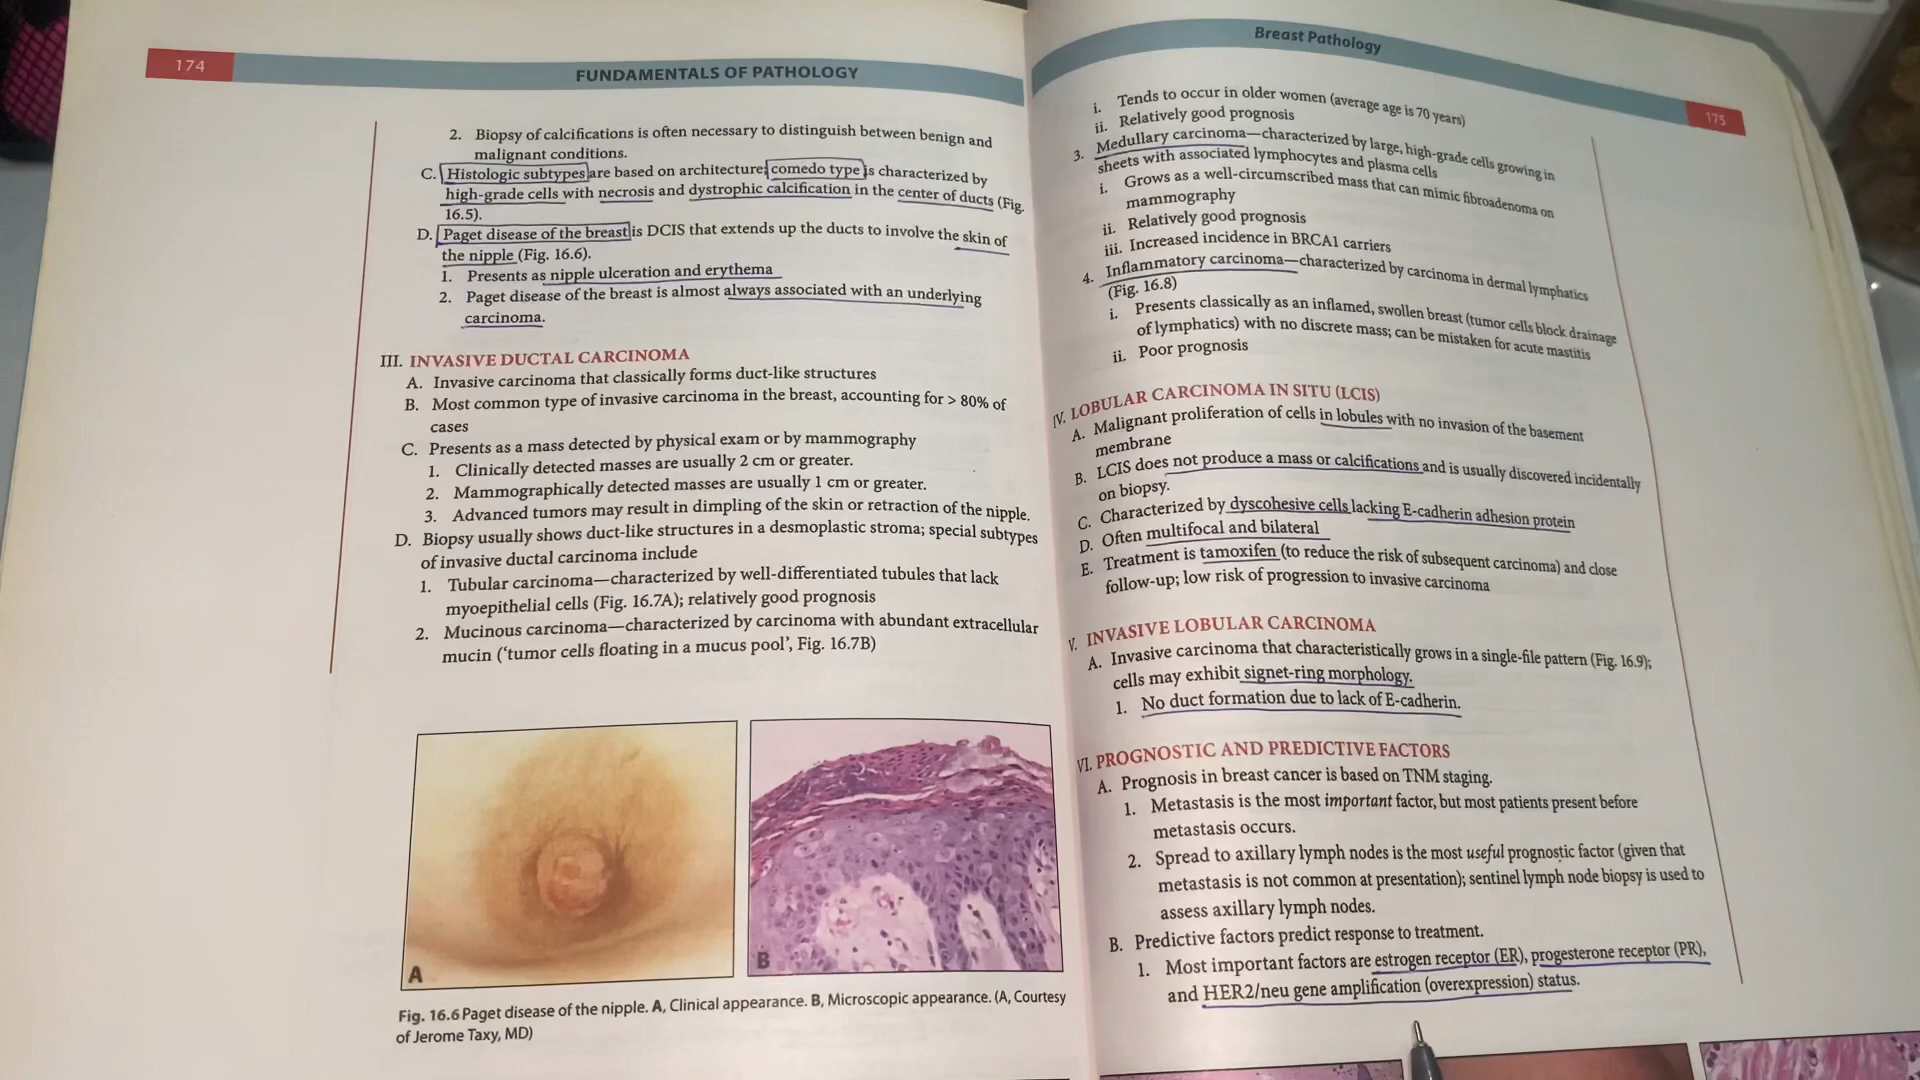 174
FUNDAMENTALS OF PATHOLOGY
2. Biopsy of calcifications is often necessary to distinguish between benign and
malignant conditions.
C. Histologic subtypes are based on architecture; comedo type is characterized by
high-grade cells with necrosis and dystrophic calcification in the center of ducts (Fig.
16.5).
D. Paget disease of the breast is DCIS that extends up the ducts to involve the skin of
the nipple (Fig. 16.6).
1. Presents as nipple ulceration and erythema
2. Paget disease of the breast is almost always associated with an underlying
carcinoma.
III. INVASIVE DUCTAL CARCINOMA
A. Invasive carcinoma that classically forms duct-like structures
B. Most common type of invasive carcinoma in the breast, accounting for > 80% of
cases
C. Presents as a mass detected by physical exam or by mammography
1. Clinically detected masses are usually 2 cm or greater.
2. Mammographically detected masses are usually 1 cm or greater.
3. Advanced tumors may result in dimpling of the skin or retraction of the nipple.
D. Biopsy usually shows duct-like structures in a desmoplastic stroma; special subtypes
of invasive ductal carcinoma include
1. Tubular carcinoma—characterized by well-differentiated tubules that lack
myoepithelial cells (Fig. 16.7A); relatively good prognosis
2. Mucinous carcinoma—characterized by carcinoma with abundant extracellular
mucin ('tumor cells floating in a mucus pool', Fig. 16.7B)
A
B
Fig. 16.6 Paget disease of the nipple. A, Clinical appearance. B, Microscopic appearance. (A, Courtesy
of Jerome Taxy, MD)
Breast Pathology
175
i. Tends to occur in older women (average age is 70 years)
ii. Relatively good prognosis
3. Medullary carcinoma—characterized by large, high-grade cells growing in
sheets with associated lymphocytes and plasma cells
i. Grows as a well-circumscribed mass that can mimic fibroadenoma on
mammography
ii. Relatively good prognosis
iii. Increased incidence in BRCA1 carriers
4. Inflammatory carcinoma—characterized by carcinoma in dermal lymphatics
(Fig. 16.8)
i. Presents classically as an inflamed, swollen breast (tumor cells block drainage
of lymphatics) with no discrete mass; can be mistaken for acute mastitis
ii. Poor prognosis
IV. LOBULAR CARCINOMA IN SITU (LCIS)
A. Malignant proliferation of cells in lobules with no invasion of the basement
membrane
B. LCIS does not produce a mass or calcifications and is usually discovered incidentally
on biopsy.
C. Characterized by dyscohesive cells lacking E-cadherin adhesion protein
D. Often multifocal and bilateral
E. Treatment is tamoxifen (to reduce the risk of subsequent carcinoma) and close
follow-up; low risk of progression to invasive carcinoma
V. INVASIVE LOBULAR CARCINOMA
A. Invasive carcinoma that characteristically grows in a single-file pattern (Fig. 16.9);
cells may exhibit signet-ring morphology.
1. No duct formation due to lack of E-cadherin.
VI. PROGNOSTIC AND PREDICTIVE FACTORS
A. Prognosis in breast cancer is based on TNM staging.
1. Metastasis is the most important factor, but most patients present before
metastasis occurs.
2. Spread to axillary lymph nodes is the most useful prognostic factor (given that
metastasis is not common at presentation); sentinel lymph node biopsy is used to
assess axillary lymph nodes.
B. Predictive factors predict response to treatment.
1. Most important factors are estrogen receptor (ER), progesterone receptor (PR),
and HER2/neu gene amplification (overexpression) status.